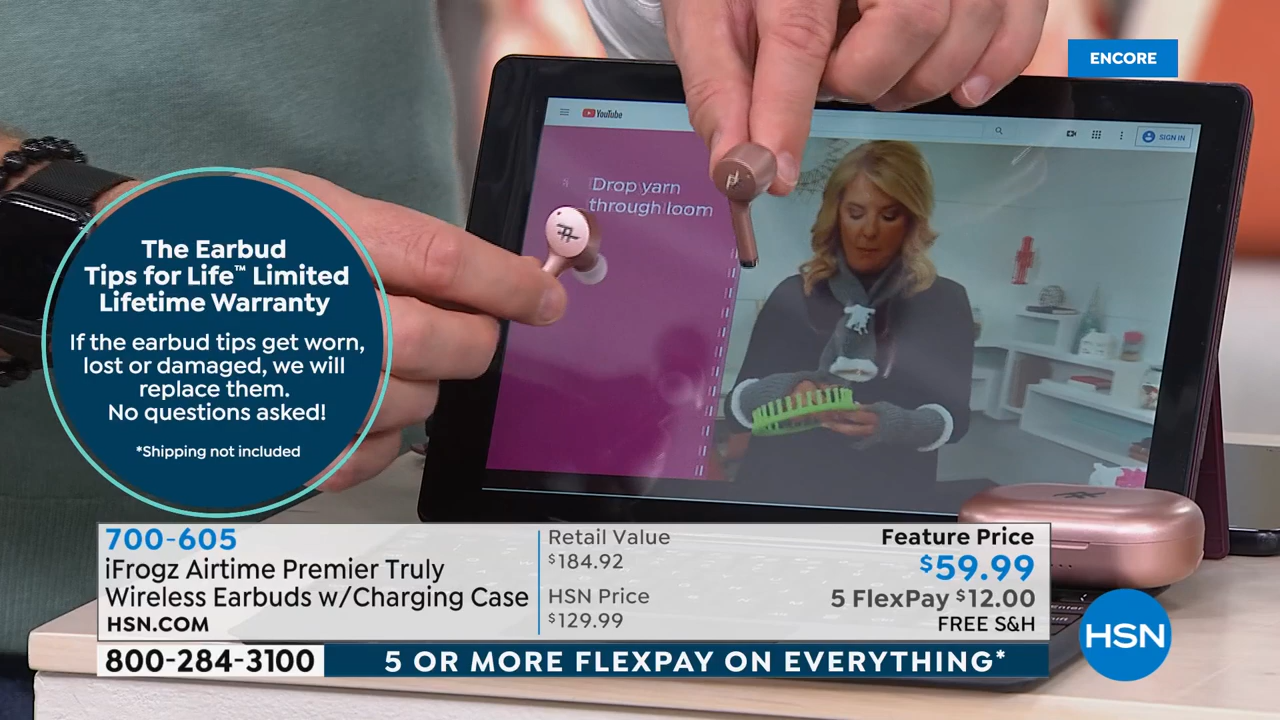 ENCORE
YouTube
SIGN IN
Drop yarn
through loom
The Earbud
Tips for Life™ Limited
Lifetime Warranty
If the earbud tips get worn,
lost or damaged, we will
replace them.
No questions asked!
*Shipping not included
700-605
iFrogz Airtime Premier Truly
Wireless Earbuds w/Charging Case
HSN.COM
Retail Value
$184.92
HSN Price
$129.99
Feature Price
$59.99
5 FlexPay $12.00
FREE S&H
Enter
HSN
800-284-3100
5 OR MORE FLEXPAY ON EVERYTHING*